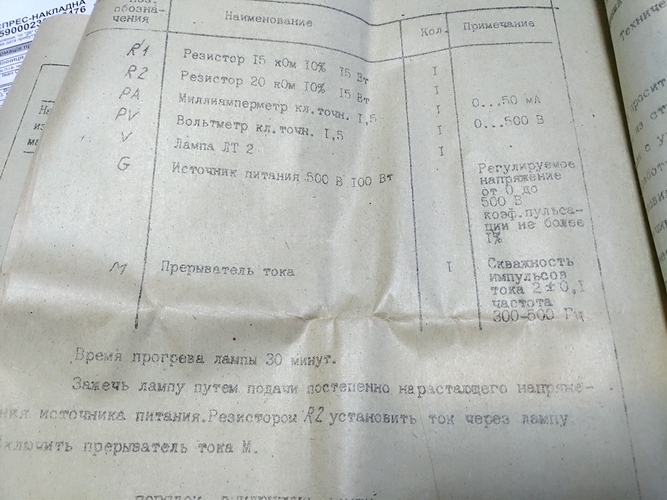 ПРЕС-НАКЛАДНА
обозна-
чения
Наименование
Кол.
Примечание
R1 Резистор 15 кОм 10% 15 Вт I
R2 Резистор 20 кОм 10% 15 Вт I
PA Миллиамперметр кл.точн. 1,5 I 0...50 мА
PV Вольтметр кл.точн. 1,5 I 0...500 В
V Лампа ЛТ 2 I
G Источник питания 500 В 100 Вт Регулируемое
напряжение
от 0 до
500 В
коэф.пульса-
ции не более
1%
M Прерыватель тока I Скважность
импульсов
тока 2±0,1
частота
300-500 Гц
Время прогрева лампы 30 минут.
Зажечь лампу путем подачи постепенно нарастающего напряже-
ния источника питания.Резистором R2 установить ток через лампу
включить прерыватель тока М.